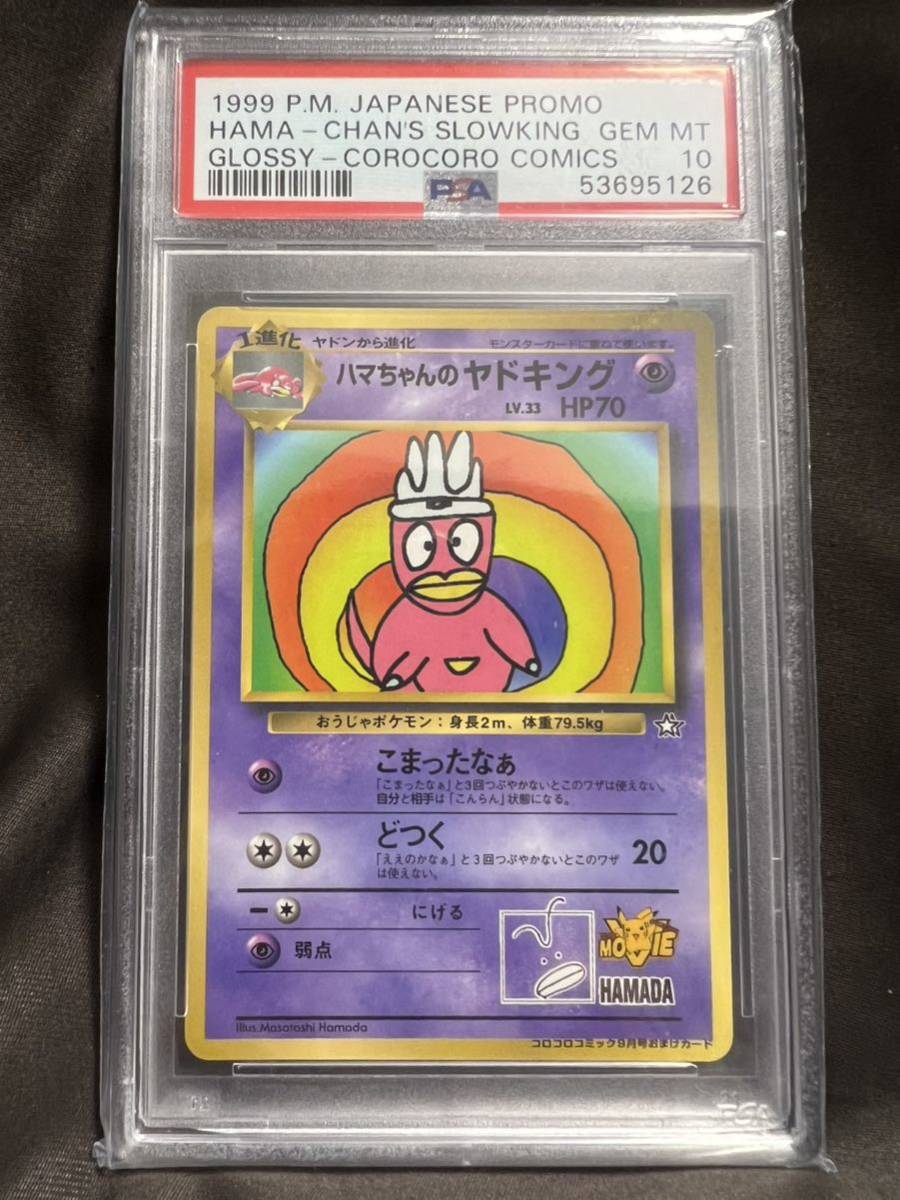 1999 P.M. JAPANESE PROMO
HAMA-CHAN'S SLOWKING GEM MT
GLOSSY-COROCORO COMICS 10
PSA 53695126
1進化 ヤドンから進化 モンスターカードに重ねて使います。
ハマちゃんのヤドキング
LV.33 HP70
おうじゃポケモン：身長2m、体重79.5kg
こまったなぁ
「こまったなぁ」と3回つぶやかないとこのワザは使えない。
自分と相手は「こんらん」状態になる。
どつく 20
「ええのかなぁ」と3回つぶやかないとこのワザ
は使えない。
にげる
弱点
MOVIE
HAMADA
Illus.Masatoshi Hamada
コロコロコミック9月号おまけカード
PSA